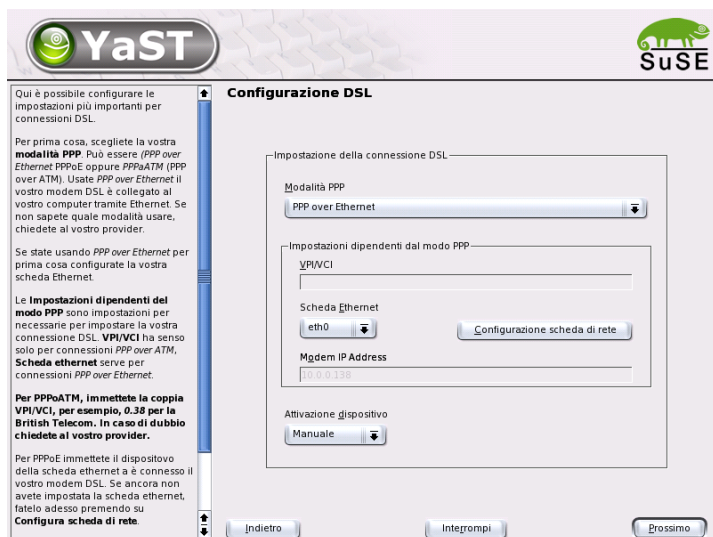 YaST
SuSE
Qui è possibile configurare le
impostazioni più importanti per
connessioni DSL.
Per prima cosa, scegliete la vostra
modalità PPP. Può essere (PPP over
Ethernet PPPoE oppure PPPaATM (PPP
over ATM). Usate PPP over Ethernet il
vostro modem DSL è collegato al
vostro computer tramite Ethernet. Se
non sapete quale modalità usare,
chiedete al vostro provider.
Se state usando PPP over Ethernet per
prima cosa configurate la vostra
scheda Ethernet.
Le Impostazioni dipendenti del
modo PPP sono impostazioni per
necessarie per impostare la vostra
connessione DSL. VPI/VCI ha senso
solo per connessioni PPP over ATM,
Scheda ethernet serve per
connessioni PPP over Ethernet.
Per PPPoATM, immettete la coppia
VPI/VCI, per esempio, 0.38 per la
British Telecom. In caso di dubbio
chiedete al vostro provider.
Per PPPoE immettete il dispositovo
della scheda ethernet a è connesso il
vostro modem DSL. Se ancora non
avete impostata la scheda ethernet,
fatelo adesso premendo su
Configura scheda di rete.
Configurazione DSL
Impostazione della connessione DSL
Modalità PPP
PPP over Ethernet
Impostazioni dipendenti dal modo PPP
VPI/VCI
Scheda Ethernet
eth0
Configurazione scheda di rete
Modem IP Address
10.0.0.138
Attivazione dispositivo
Manuale
Indietro
Interrompi
Prossimo